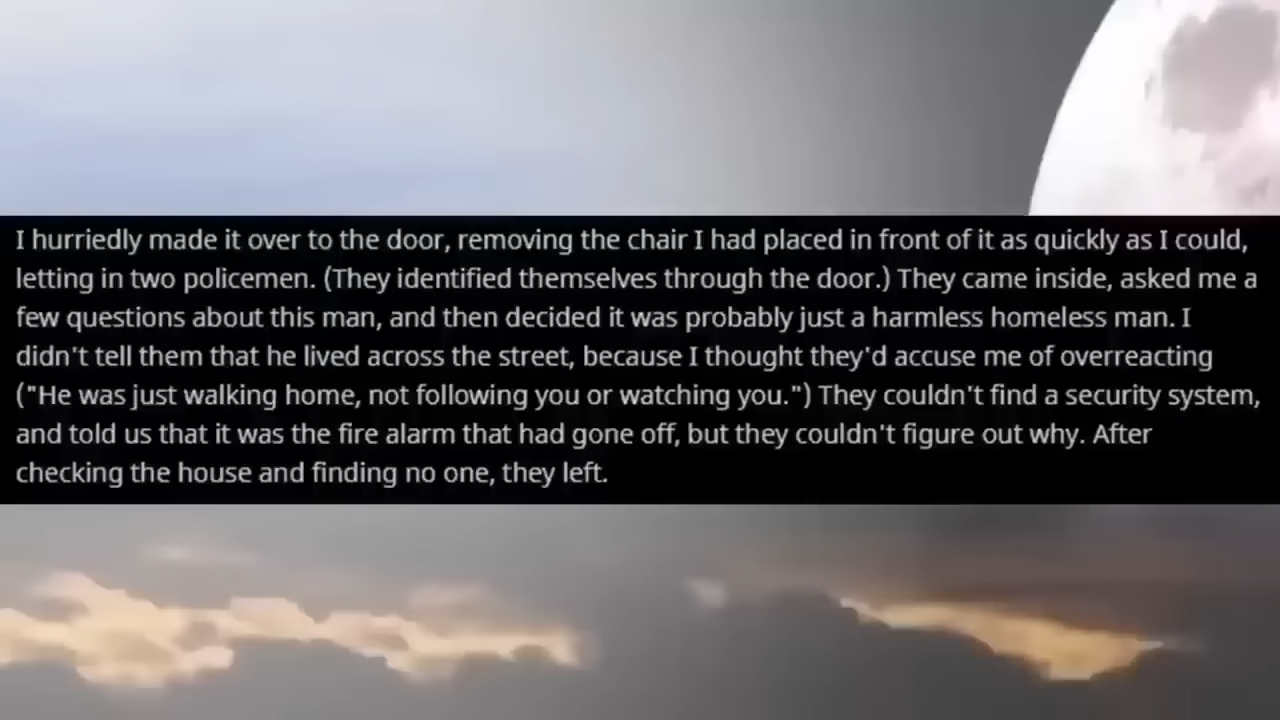 I hurriedly made it over to the door, removing the chair I had placed in front of it as quickly as I could,
letting in two policemen. (They identified themselves through the door.) They came inside, asked me a
few questions about this man, and then decided it was probably just a harmless homeless man. I
didn't tell them that he lived across the street, because I thought they'd accuse me of overreacting
("He was just walking home, not following you or watching you.") They couldn't find a security system,
and told us that it was the fire alarm that had gone off, but they couldn't figure out why. After
checking the house and finding no one, they left.